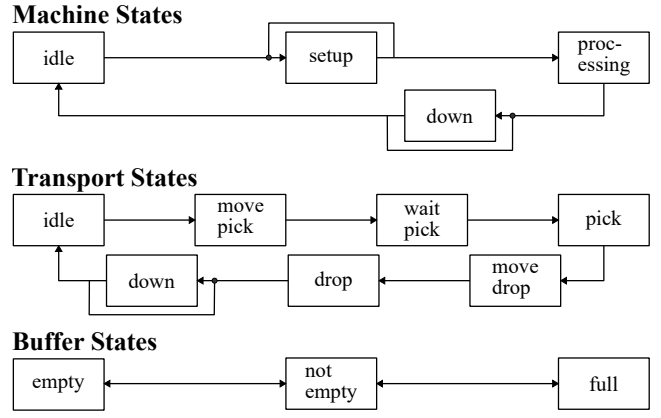 Machine States
idle
setup
proc-
essing
down
Transport States
idle
move
pick
wait
pick
pick
down
drop
move
drop
Buffer States
empty
not
empty
full